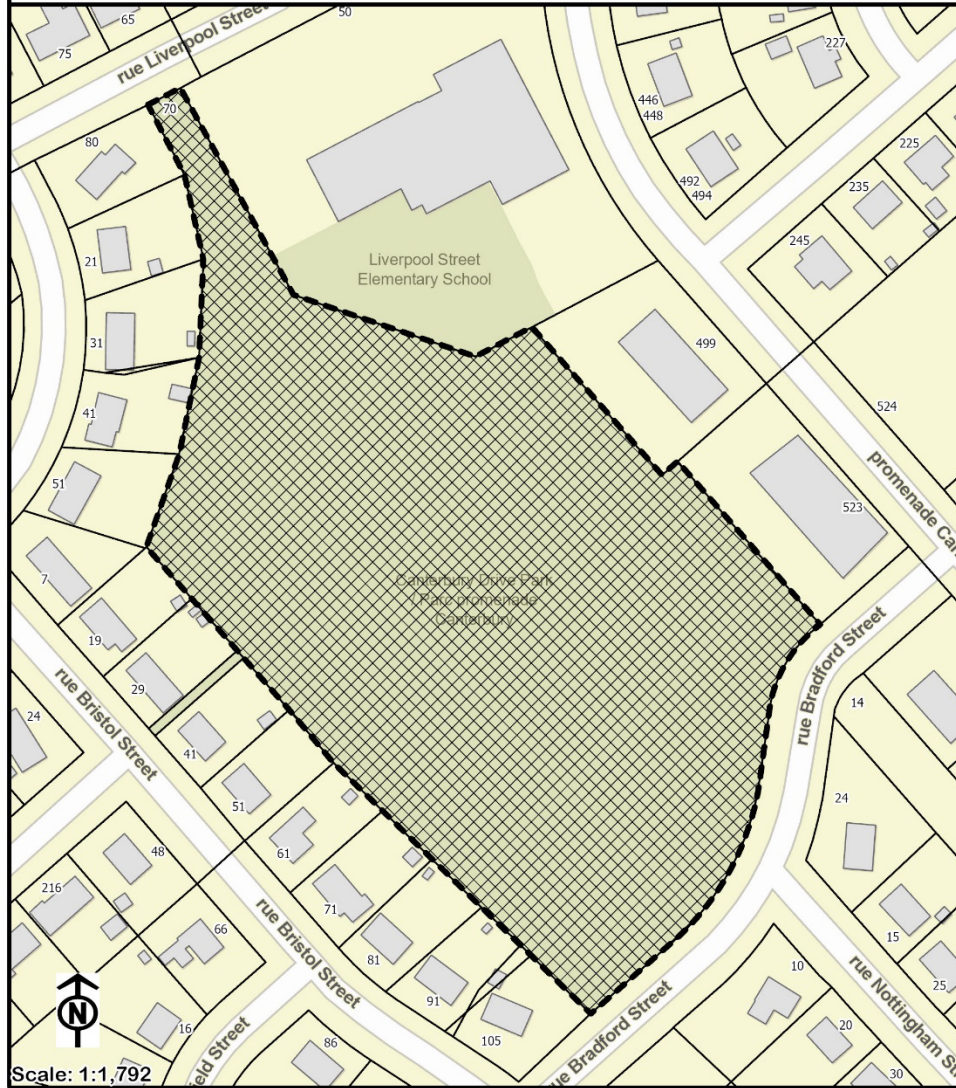 65
50
75
rue Liverpool Street
227
70
446
448
80
225
492
494
235
245
Liverpool Street
Elementary School
21
31
499
41
524
51
promenade Can
523
7
Canterbury Drive Park
/ Parc promenade
Canterbury
19
rue Bradford Street
29
rue Bristol Street
14
24
41
51
24
61
48
216
71
15
66
rue Bristol Street
81
10
25
91
rue Nottingham St
N
16
105
20
rue Bradford Street
ield Street
86
30
Scale: 1:1,792